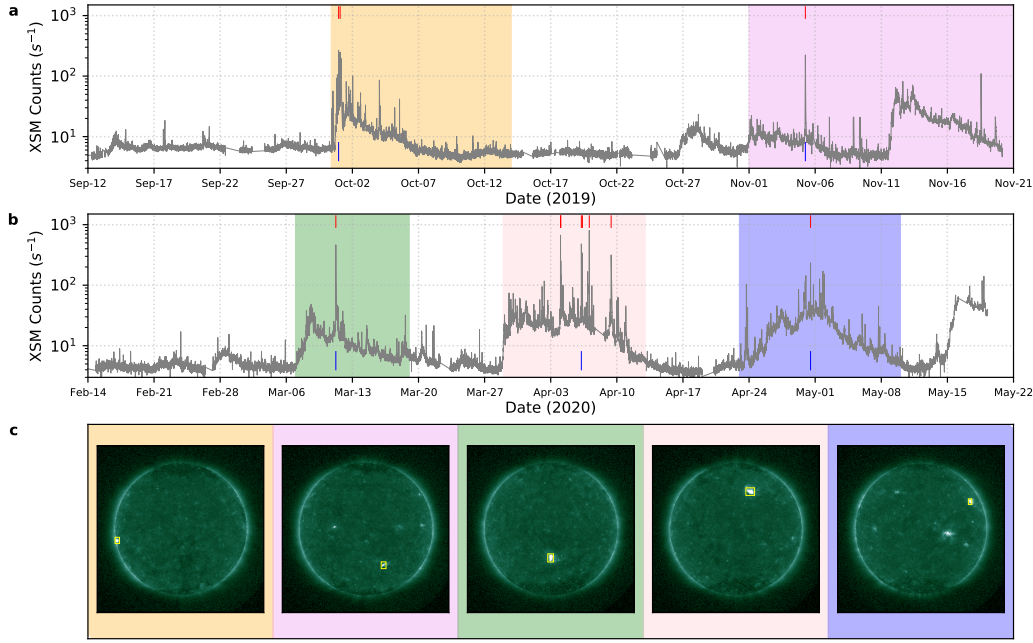 a
XSM Counts (s⁻¹)
10³
10²
10¹
Sep-12 Sep-17 Sep-22 Sep-27 Oct-02 Oct-07 Oct-12 Oct-17 Oct-22 Oct-27 Nov-01 Nov-06 Nov-11 Nov-16 Nov-21
Date (2019)
b
XSM Counts (s⁻¹)
10³
10²
10¹
Feb-14 Feb-21 Feb-28 Mar-06 Mar-13 Mar-20 Mar-27 Apr-03 Apr-10 Apr-17 Apr-24 May-01 May-08 May-15 May-22
Date (2020)
c